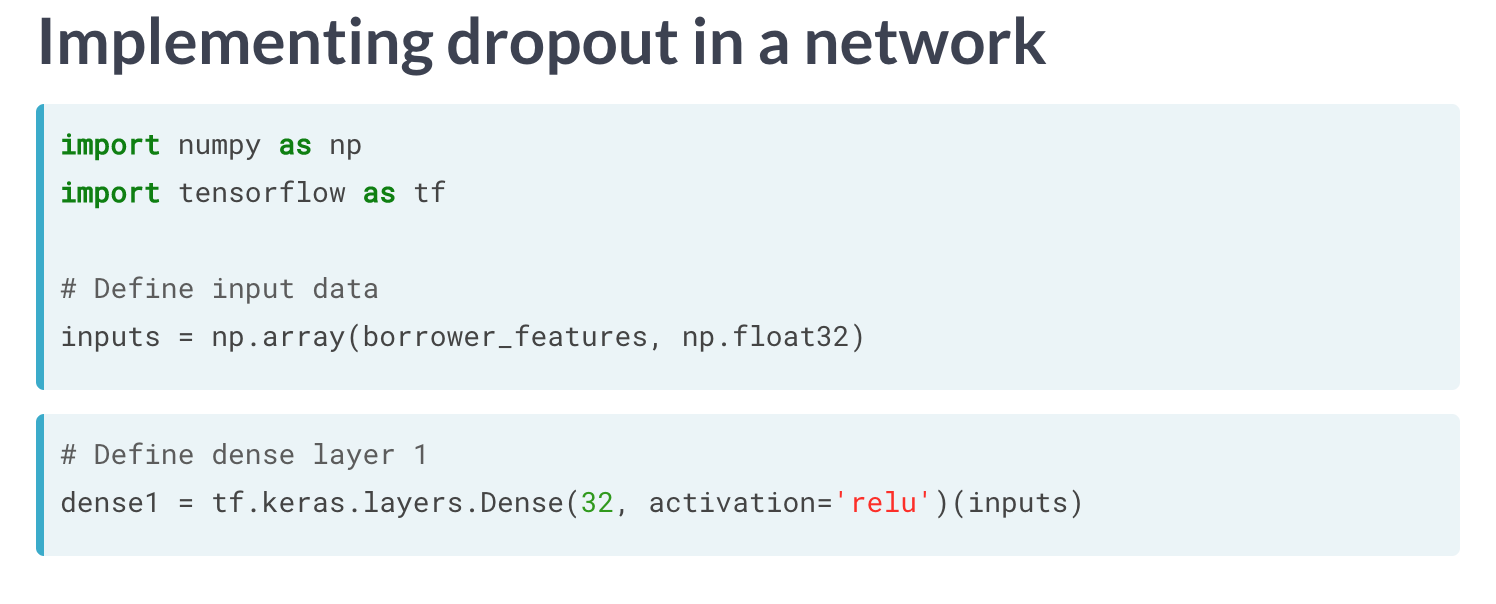 Implementing dropout in a network
import numpy as np
import tensorflow as tf
# Define input data
inputs = np.array(borrower_features, np.float32)
# Define dense layer 1
dense1 = tf.keras.layers.Dense(32, activation='relu')(inputs)